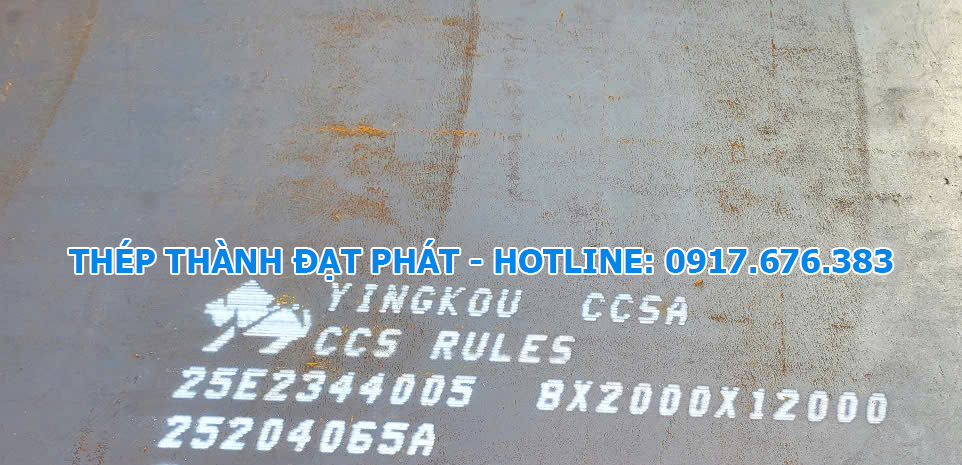 THÉP THÀNH ĐẠT PHÁT - HOTLINE: 0917.676.383
YINGKOU CCSA
CCS RULES
25E2344005 8X2000X12000
25204065A